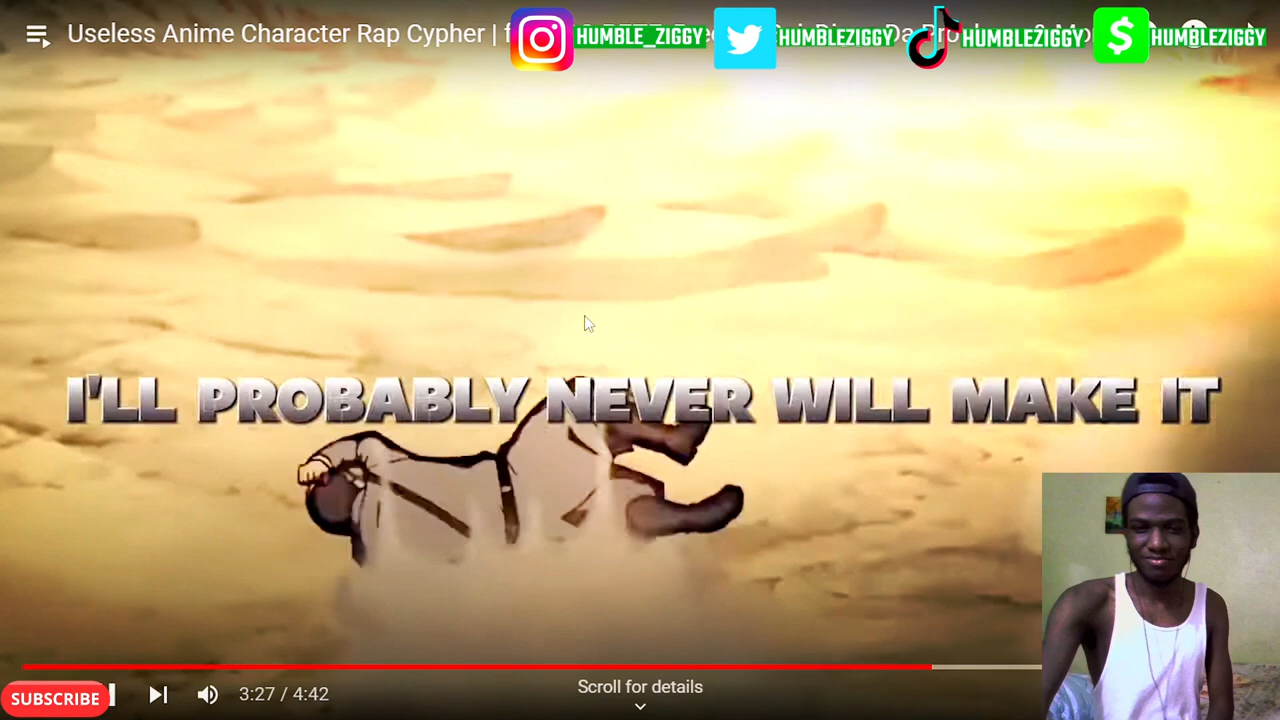 Useless Anime Character Rap Cypher |
HUMBLE_ZIGGY
HUMBLEZIGGY
HUMBLEZIGGY
$
HUMBLEZIGGY
I'LL PROBABLY NEVER WILL MAKE IT
SUBSCRIBE
3:27 / 4:42
Scroll for details